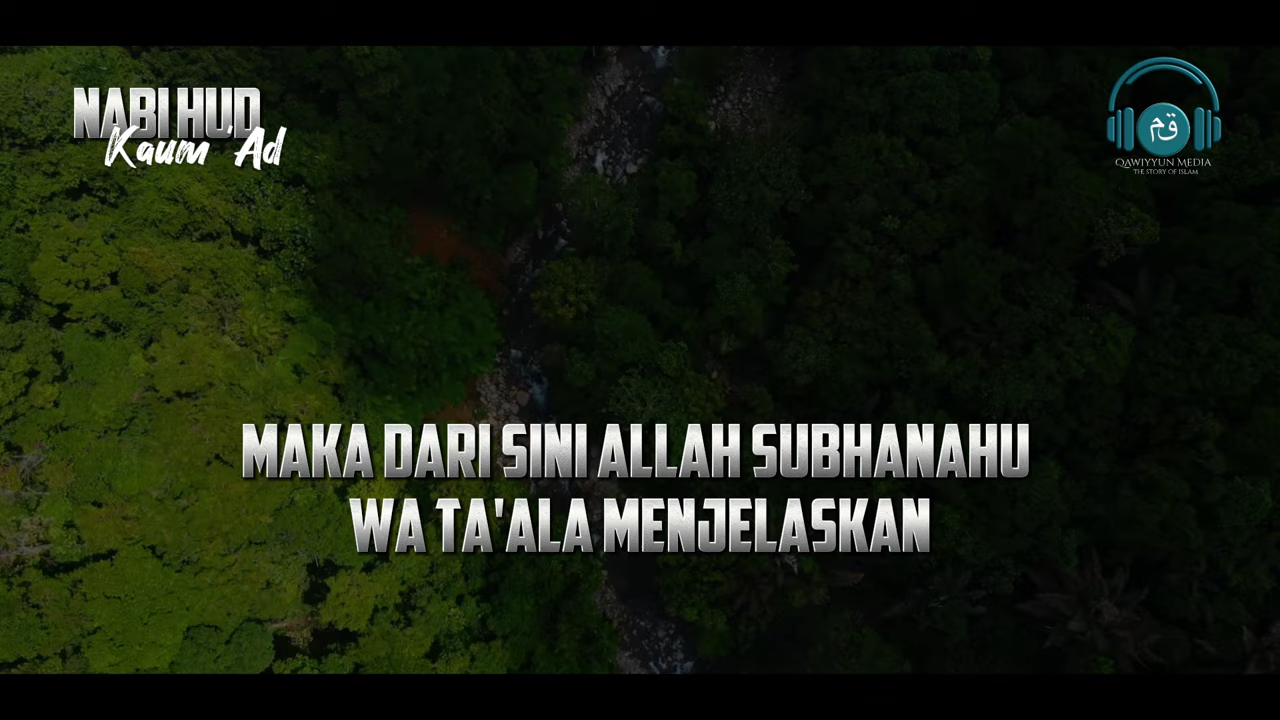 NABI HUD
Kaum 'Ad
قم
QAWIYYUN MEDIA
THE STORY OF ISLAM
MAKA DARI SINI ALLAH SUBHANAHU
WA TA'ALA MENJELASKAN